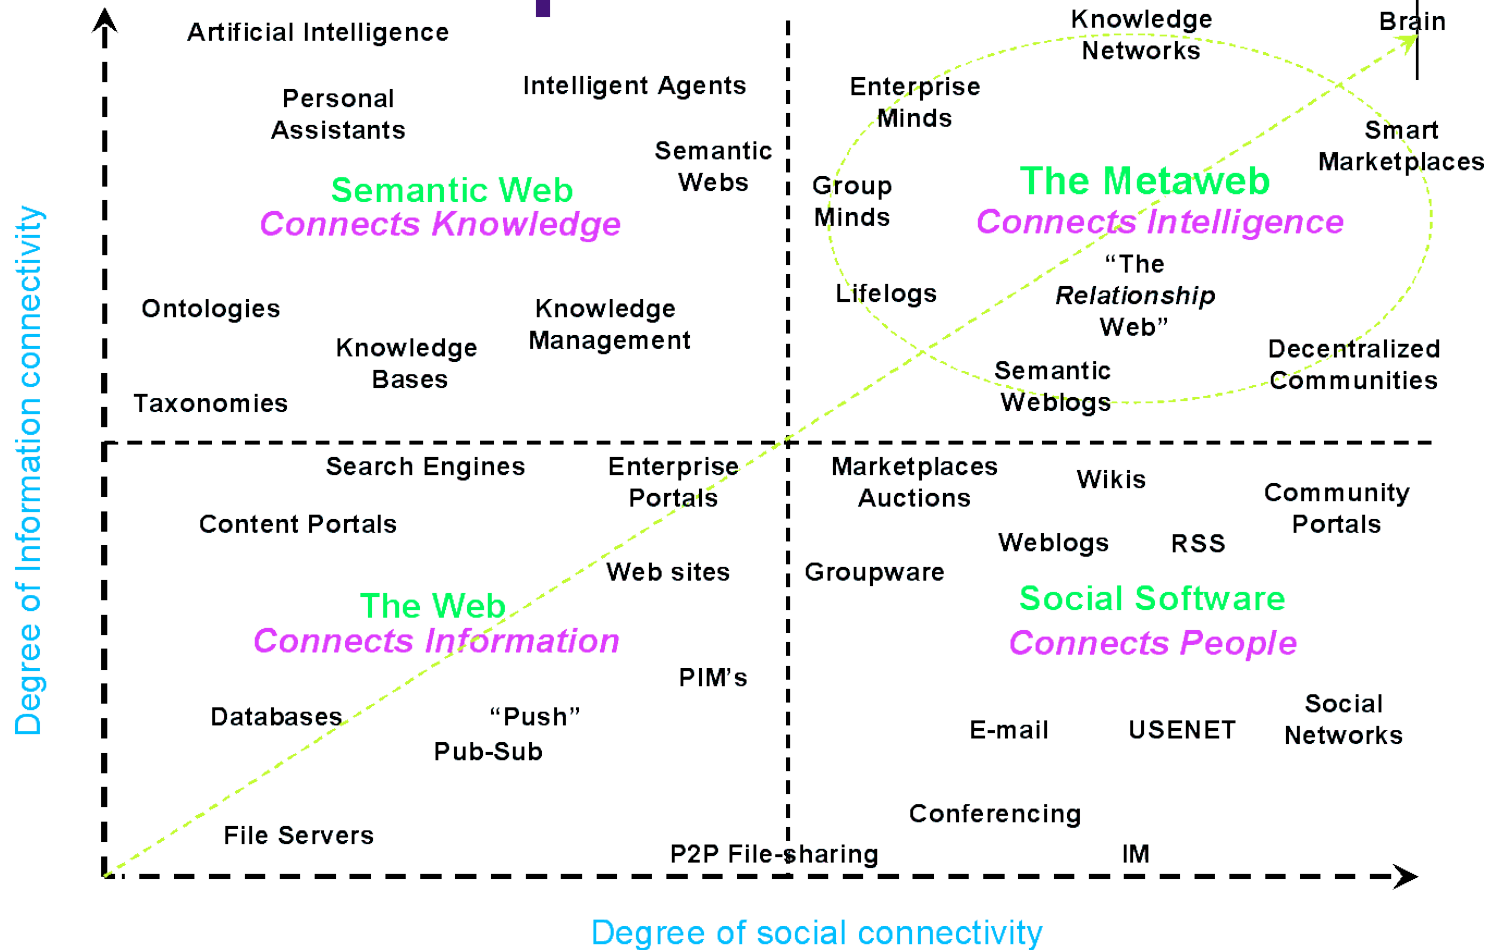 Artificial Intelligence
Personal
Assistants
Intelligent Agents
Semantic
Webs
Semantic Web
Connects Knowledge
Ontologies
Knowledge
Bases
Knowledge
Management
Taxonomies
Knowledge
Networks
Brain
Enterprise
Minds
Smart
Marketplaces
Group
Minds
The Metaweb
Connects Intelligence
“The
Relationship
Web”
Lifelogs
Semantic
Weblogs
Decentralized
Communities
Search Engines
Enterprise
Portals
Content Portals
Web sites
The Web
Connects Information
PIM’s
Databases
“Push”
Pub-Sub
File Servers
P2P File-sharing
Marketplaces
Auctions
Wikis
Community
Portals
Weblogs
RSS
Groupware
Social Software
Connects People
E-mail
USENET
Social
Networks
Conferencing
IM
Degree of Information connectivity
Degree of social connectivity